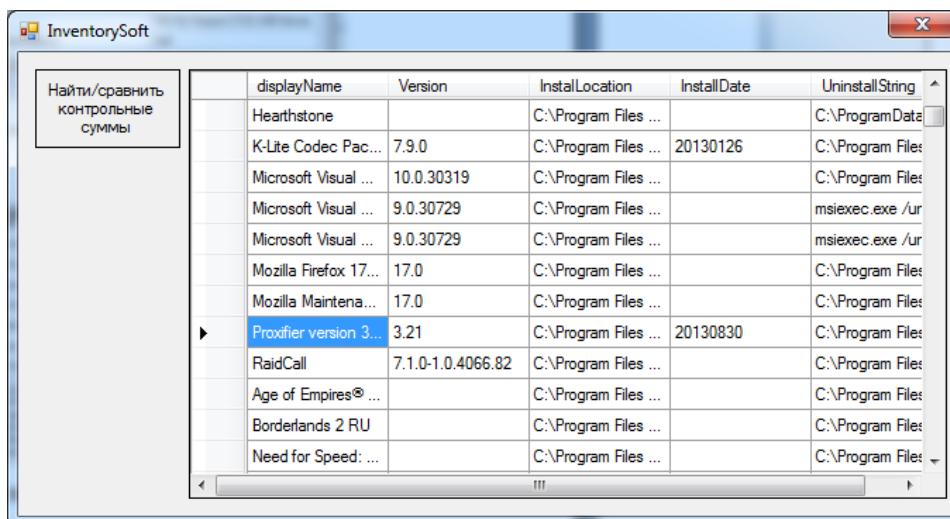 InventorySoft
Найти/сравнить
контрольные
суммы
displayName Version InstalLocation InstallDate UninstallString
Hearthstone C:\Program Files ... C:\ProgramData
K-Lite Codec Pac... 7.9.0 C:\Program Files ... 20130126 C:\Program Files
Microsoft Visual ... 10.0.30319 C:\Program Files ... C:\Program Files
Microsoft Visual ... 9.0.30729 C:\Program Files ... msiexec.exe /ur
Microsoft Visual ... 9.0.30729 C:\Program Files ... msiexec.exe /ur
Mozilla Firefox 17... 17.0 C:\Program Files ... C:\Program Files
Mozilla Maintena... 17.0 C:\Program Files ... C:\Program Files
Proxifier version 3... 3.21 C:\Program Files ... 20130830 C:\Program Files
RaidCall 7.1.0-1.0.4066.82 C:\Program Files ... C:\Program Files
Age of Empires® ... C:\Program Files ... C:\Program Files
Borderlands 2 RU C:\Program Files ... C:\Program Files
Need for Speed: ... C:\Program Files ... C:\Program Files